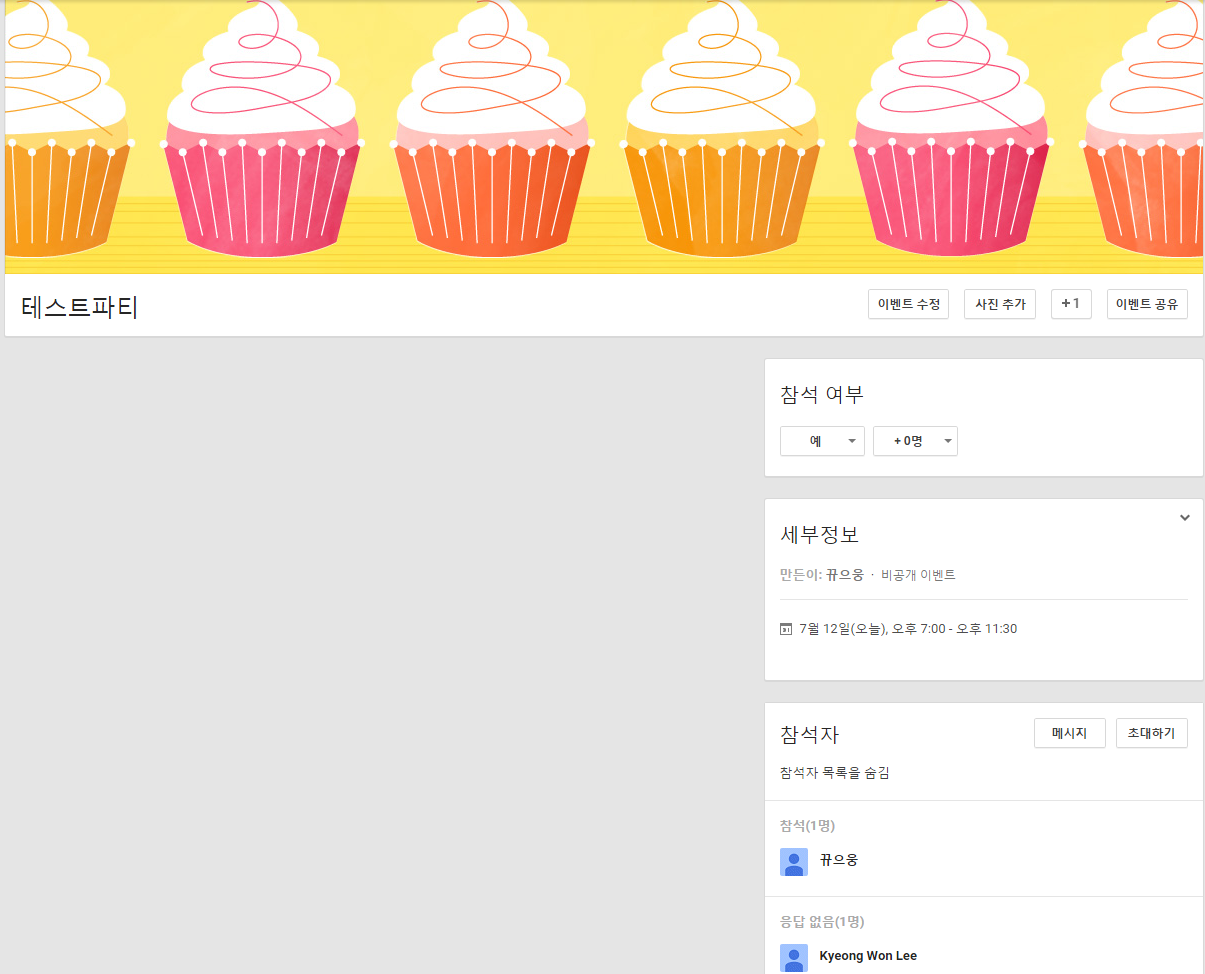 테스트파티
이벤트 수정 사진 추가 +1 이벤트 공유
참석 여부
예 + 0명
세부정보
만든이: 뀨으웅 · 비공개 이벤트
7월 12일(오늘), 오후 7:00 - 오후 11:30
참석자 메시지 초대하기
참석자 목록을 숨김
참석(1명)
뀨으웅
응답 없음(1명)
Kyeong Won Lee